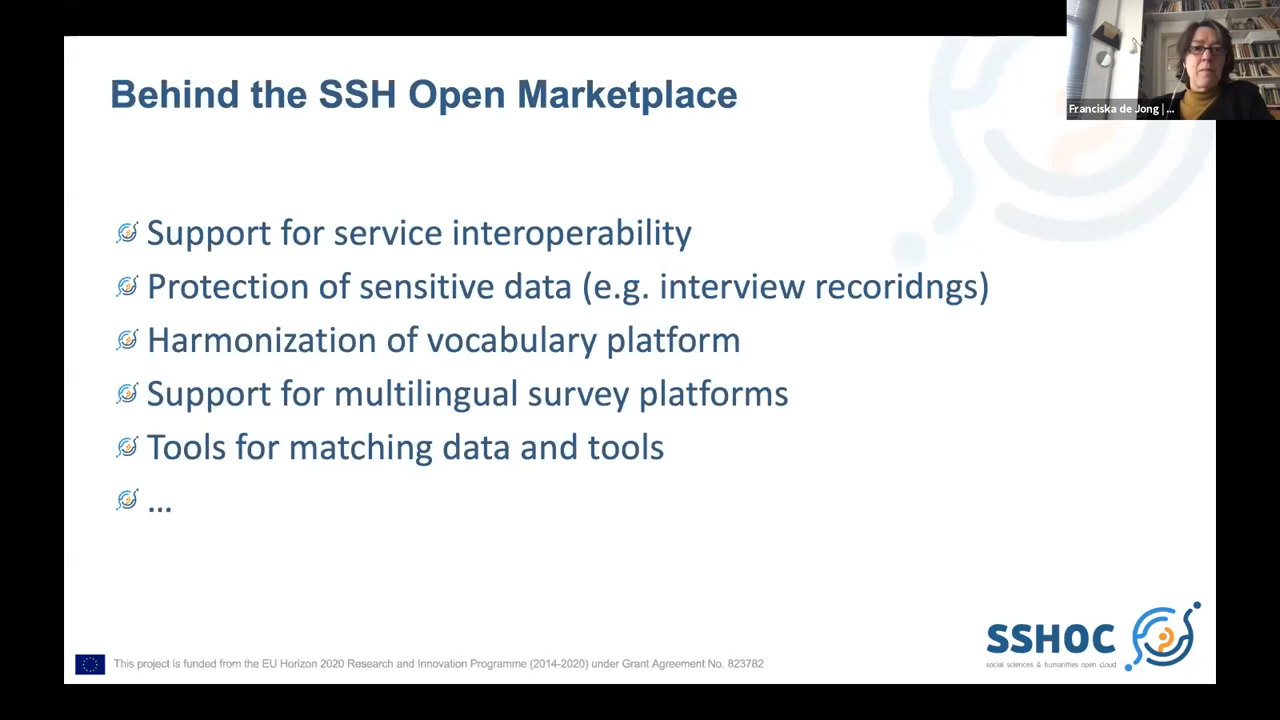 Behind the SSH Open Marketplace
Franciska de Jong | ...
Support for service interoperability
Protection of sensitive data (e.g. interview recoridngs)
Harmonization of vocabulary platform
Support for multilingual survey platforms
Tools for matching data and tools
...
SSHOC
social sciences & humanities open cloud
This project is funded from the EU Horizon 2020 Research and Innovation Programme (2014-2020) under Grant Agreement No. 823782